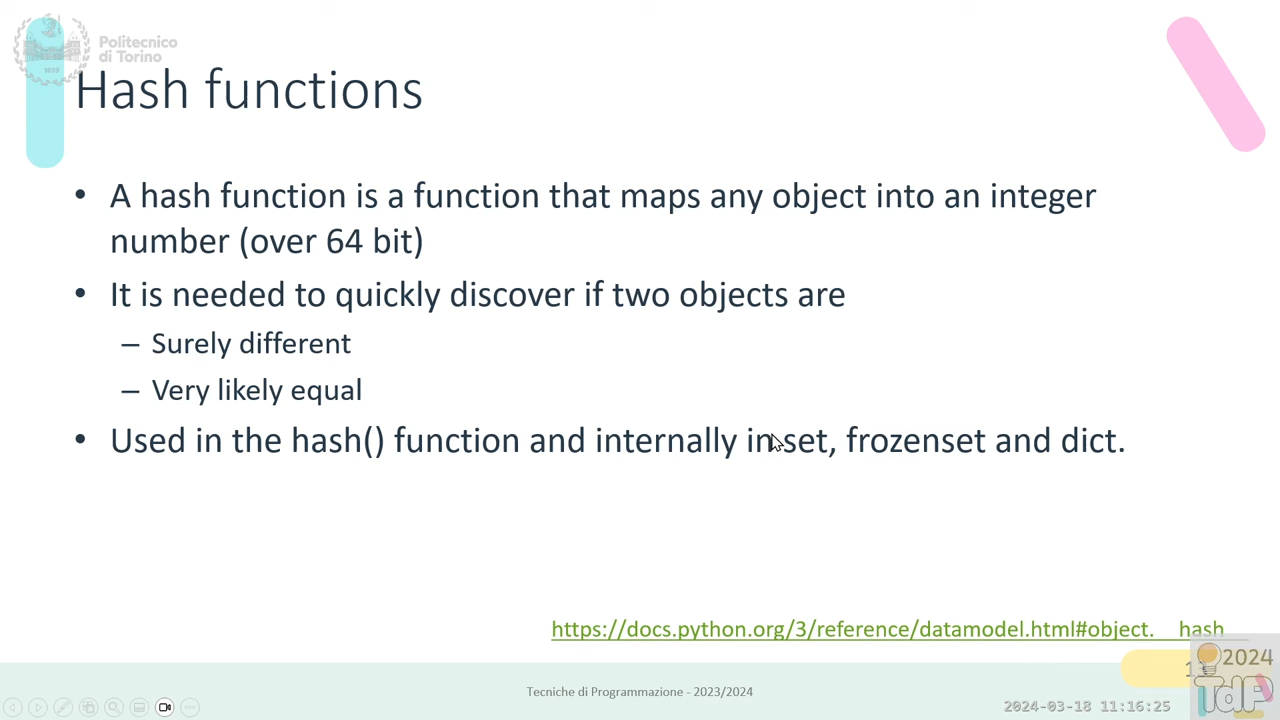 Politecnico
di Torino
Hash functions
• A hash function is a function that maps any object into an integer
number (over 64 bit)
• It is needed to quickly discover if two objects are
– Surely different
– Very likely equal
• Used in the hash() function and internally in set, frozenset and dict.
https://docs.python.org/3/reference/datamodel.html#object.__hash__
Tecniche di Programmazione - 2023/2024
2024
TdP
2024-03-18 11:16:25